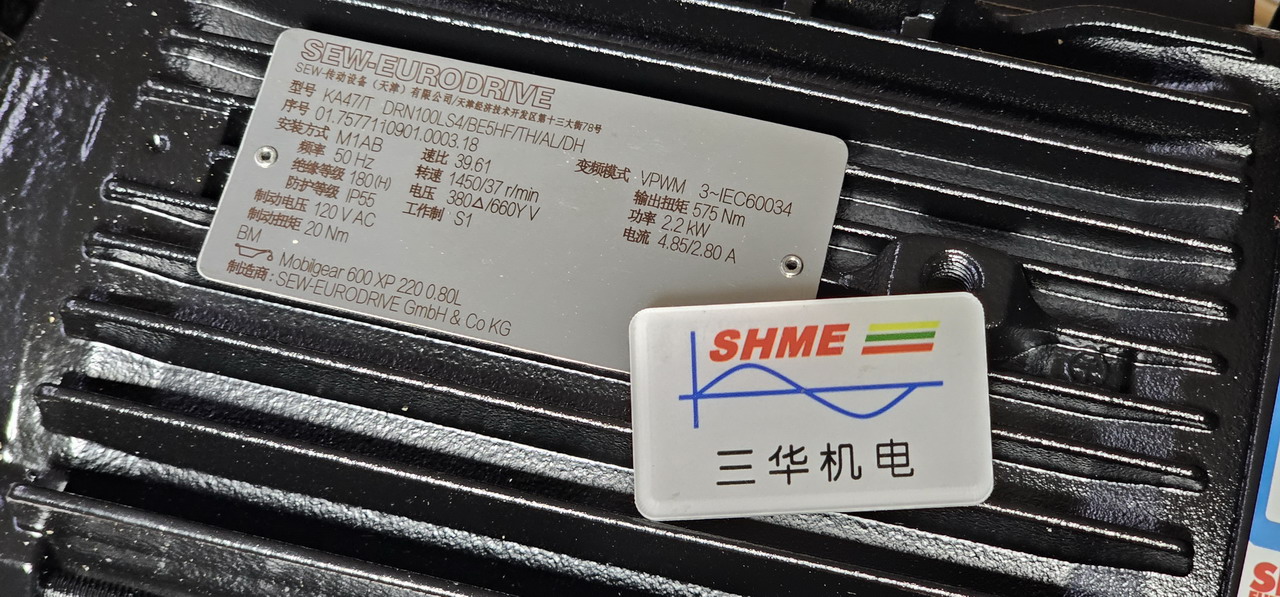 SEW-EURODRIVE
SEW-传动设备（天津）有限公司/天津经济技术开发区第十三大街78号
型号 KA47/T DRN100LS4/BE5HF/TH/AL/DH
序号 01.7577110901.0003.18
安装方式 M1AB
频率 50 Hz 速比 39.61 变频模式 VPWM 3~IEC60034
绝缘等级 180(H) 转速 1450/37 r/min 输出扭矩 575 Nm
防护等级 IP55 电压 380△/660Y V 功率 2.2 kW
制动电压 120 V AC 工作制 S1 电流 4.85/2.80 A
制动扭矩 20 Nm
BM
Mobilgear 600 XP 220 0.80L
制造商：SEW-EURODRIVE GmbH & Co KG
SHME
三华机电